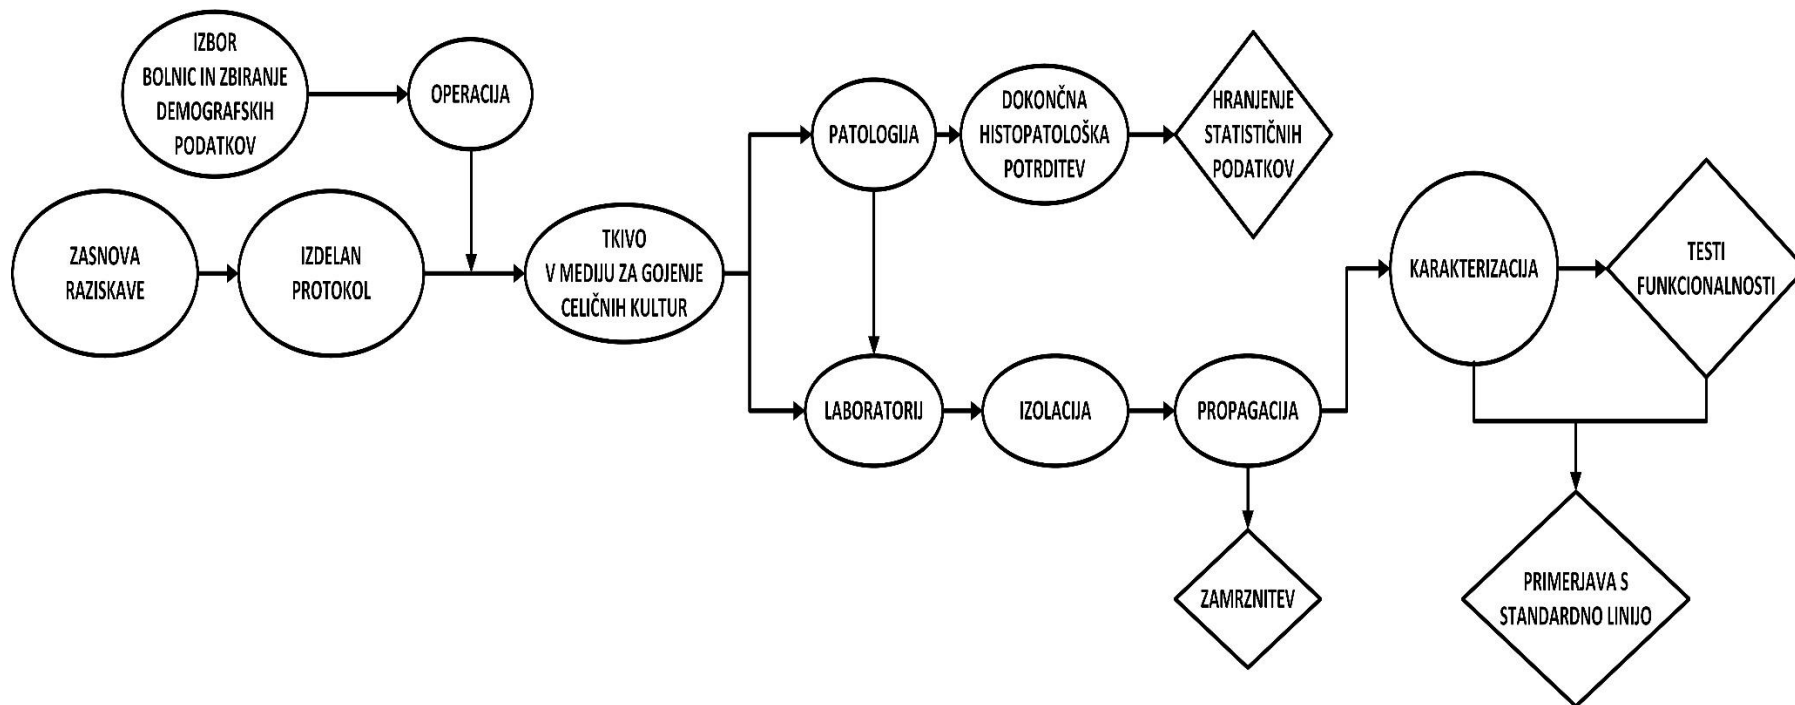 IZBOR
BOLNIC IN ZBIRANJE
DEMOGRAFSKIH
PODATKOV
OPERACIJA
ZASNOVA
RAZISKAVE
IZDELAN
PROTOKOL
TKIVO
V MEDIJU ZA GOJENJE
CELIČNIH KULTUR
PATOLOGIJA
DOKONČNA
HISTOPATOLOŠKA
POTRDITEV
HRANJENJE
STATISTIČNIH
PODATKOV
LABORATORIJ
IZOLACIJA
PROPAGACIJA
ZAMRZNITEV
KARAKTERIZACIJA
TESTI
FUNKCIONALNOSTI
PRIMERJAVA S
STANDARDNO LINIJO